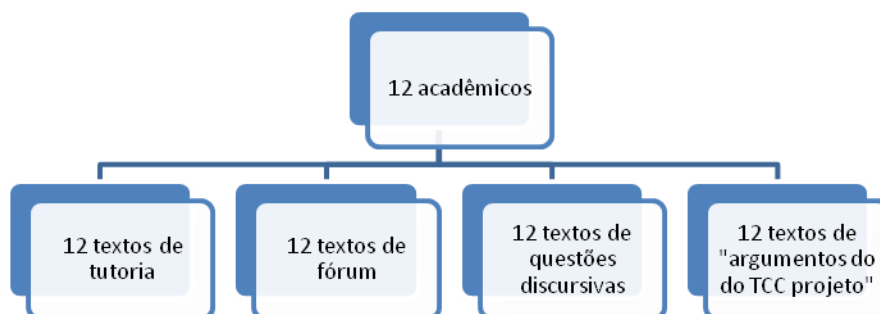 12 acadêmicos
12 textos de
tutoria
12 textos de
fórum
12 textos de
questões
discursivas
12 textos de
"argumentos do
do TCC projeto"